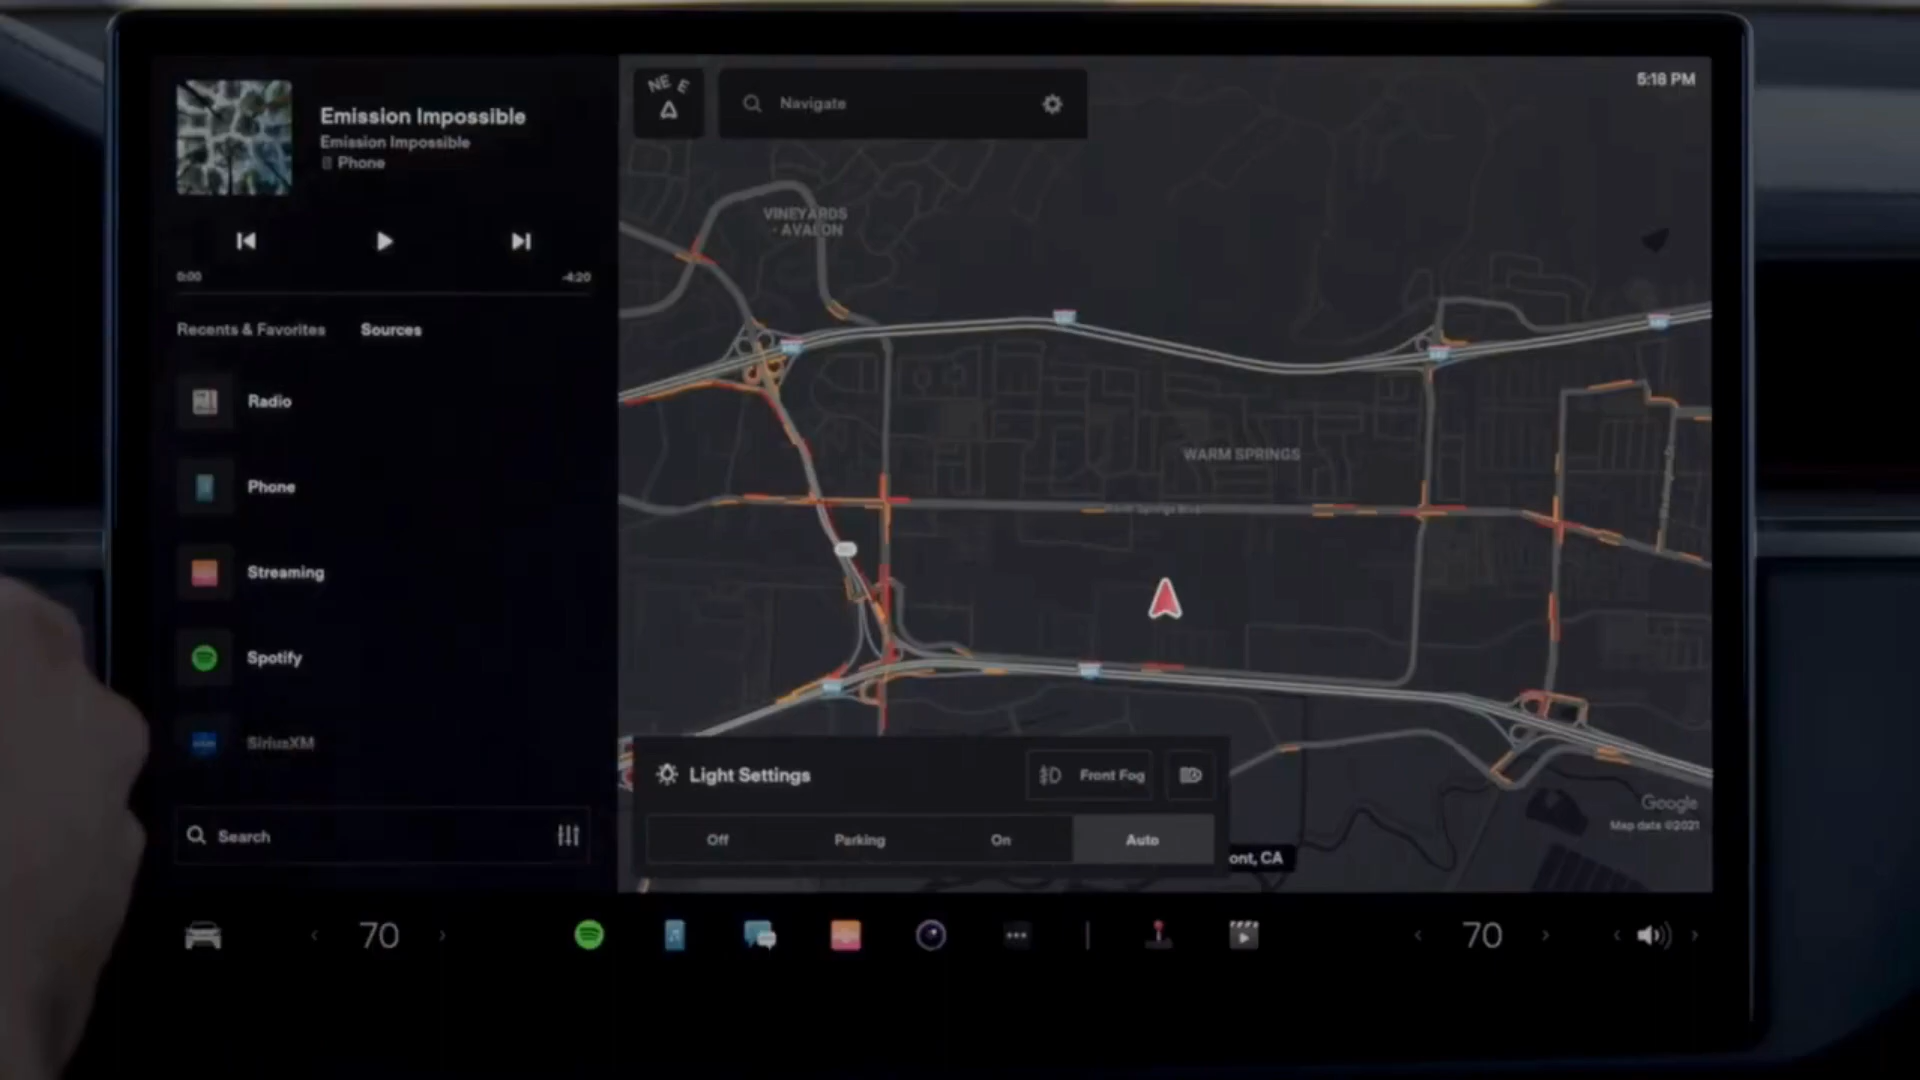 Emission Impossible
Emission Impossible
Phone
0:00
-4:20
Recents & Favorites
Sources
Radio
Phone
Streaming
Spotify
SiriusXM
Search
NE E
Navigate
5:18 PM
VINEYARDS
- AVALON
WARM SPRINGS
Light Settings
Front Fog
Off
Parking
On
Auto
ont, CA
Google
Map data ©2021
70
70